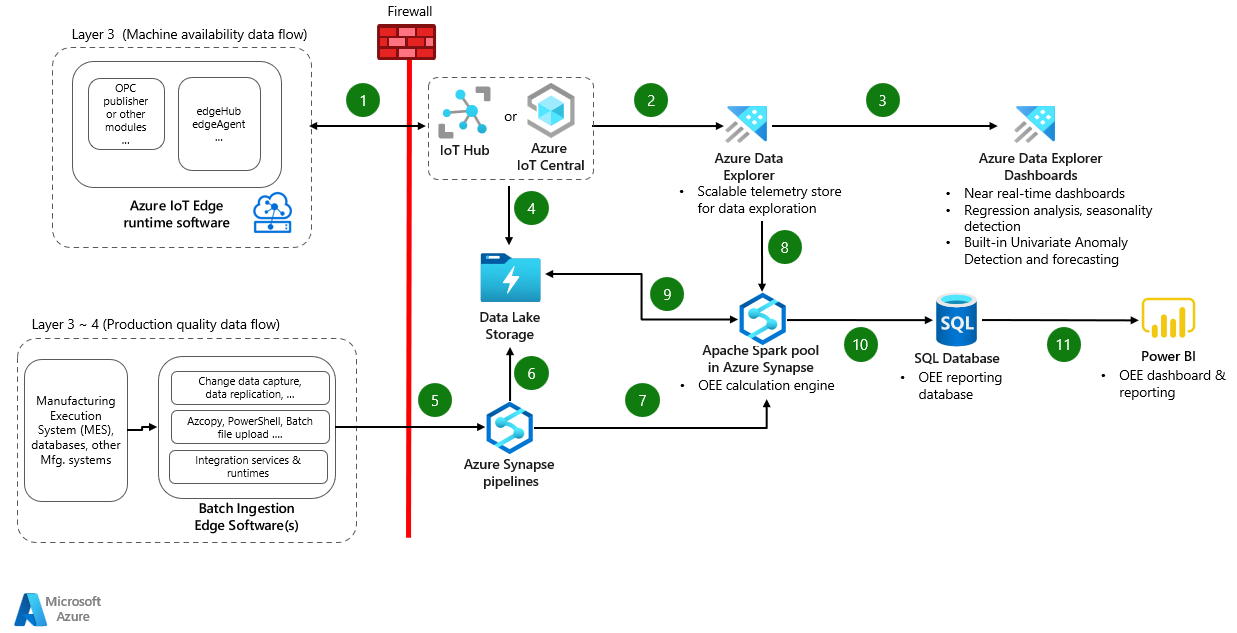 Firewall
Layer 3  (Machine availability data flow)
OPC
publisher
or other
modules
...
edgeHub
edgeAgent
...
Azure IoT Edge
runtime software
1
IoT Hub
or
Azure
IoT Central
2
Azure Data
Explorer
• Scalable telemetry store
for data exploration
3
Azure Data Explorer
Dashboards
• Near real-time dashboards
• Regression analysis, seasonality
detection
• Built-in Univariate Anomaly
Detection and forecasting
4
8
Data Lake
Storage
9
Layer 3 ~ 4 (Production quality data flow)
Manufacturing
Execution
System (MES),
databases, other
Mfg. systems
Change data capture,
data replication, ...
Azcopy, PowerShell, Batch
file upload ....
Integration services &
runtimes
Batch Ingestion
Edge Software(s)
5
6
7
Azure Synapse
pipelines
Apache Spark pool
in Azure Synapse
• OEE calculation engine
10
SQL
SQL Database
• OEE reporting
database
11
Power BI
• OEE dashboard &
reporting
Microsoft
Azure